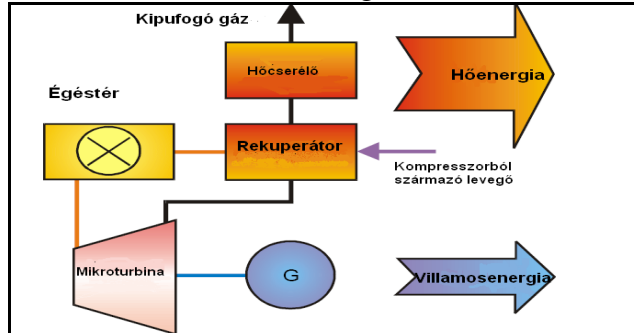 Kipufogó gáz
Hőcserélő
Hőenergia
Égéstér
Rekuperátor
Kompresszorból
származó levegő
Mikroturbina
G
Villamosenergia